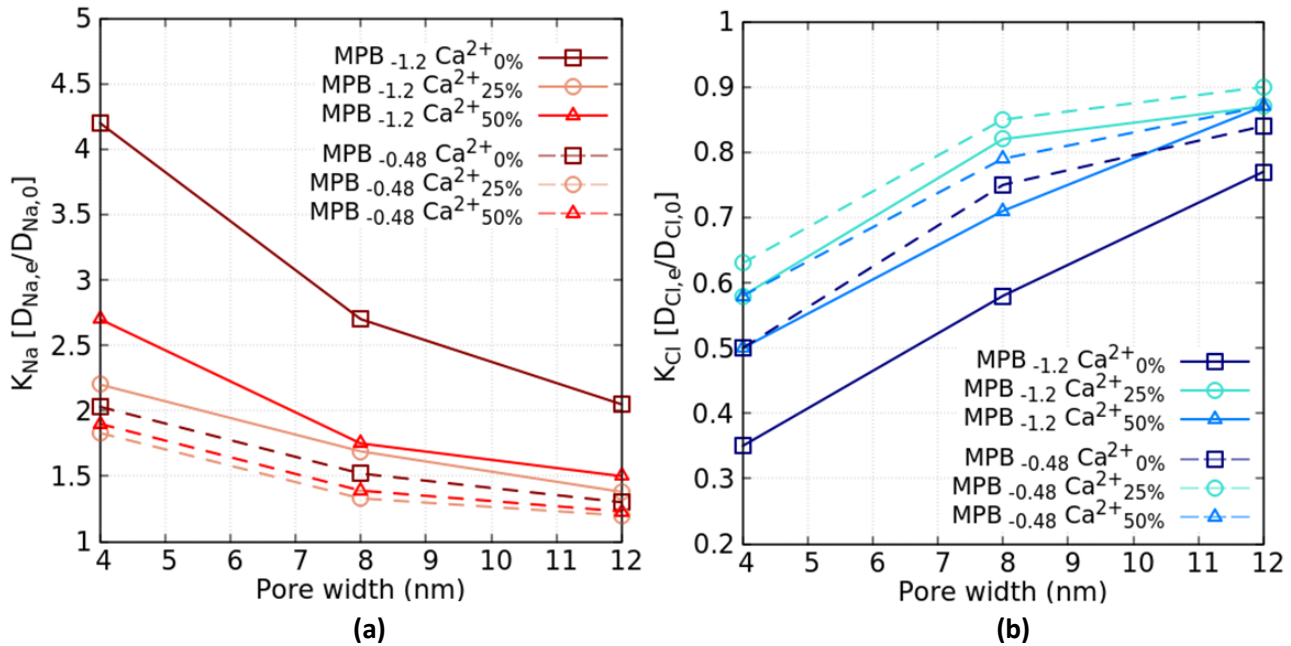 5
4.5
4
3.5
3
2.5
2
1.5
1
K_Na [D_Na,e/D_Na,0]
MPB -1.2 Ca²⁺ 0%
MPB -1.2 Ca²⁺ 25%
MPB -1.2 Ca²⁺ 50%
MPB -0.48 Ca²⁺ 0%
MPB -0.48 Ca²⁺ 25%
MPB -0.48 Ca²⁺ 50%
4 5 6 7 8 9 10 11 12
Pore width (nm)
(a)
1
0.9
0.8
0.7
0.6
0.5
0.4
0.3
0.2
K_Cl [D_Cl,e/D_Cl,0]
MPB -1.2 Ca²⁺ 0%
MPB -1.2 Ca²⁺ 25%
MPB -1.2 Ca²⁺ 50%
MPB -0.48 Ca²⁺ 0%
MPB -0.48 Ca²⁺ 25%
MPB -0.48 Ca²⁺ 50%
4 5 6 7 8 9 10 11 12
Pore width (nm)
(b)